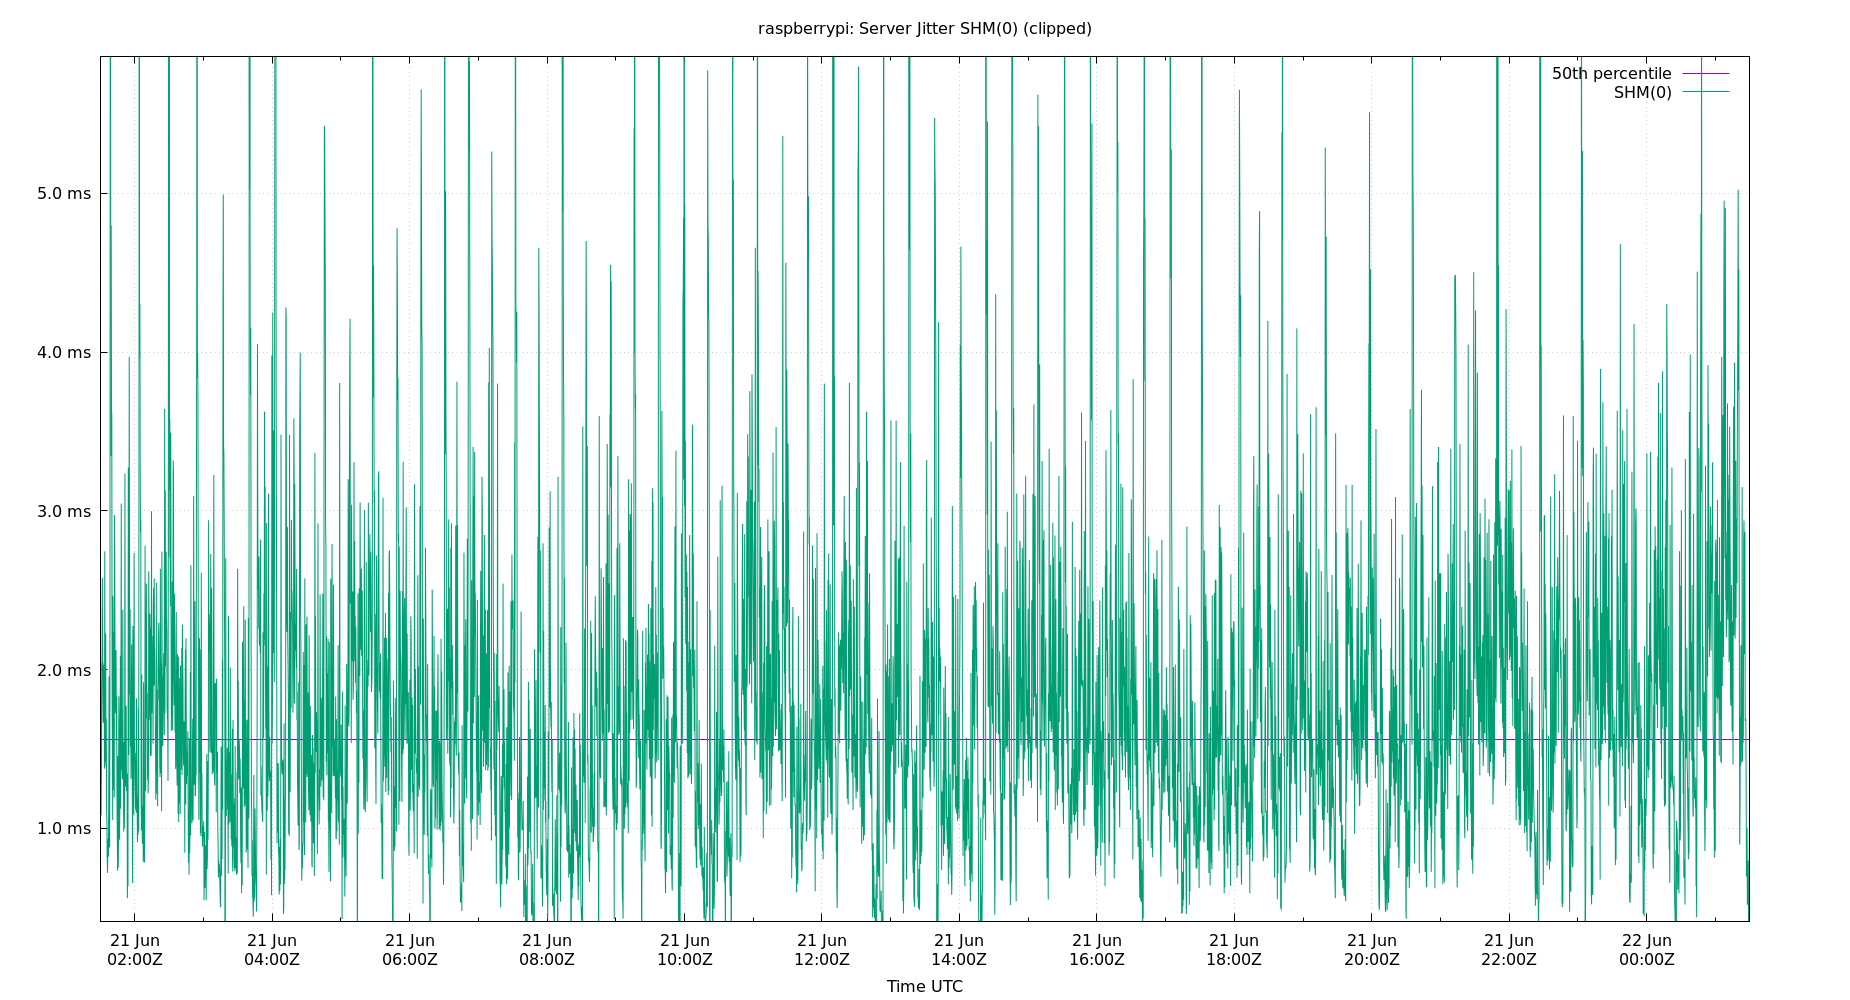 raspberrypi: Server Jitter SHM(0) (clipped)
50th percentile
SHM(0)
5.0 ms
4.0 ms
3.0 ms
2.0 ms
1.0 ms
21 Jun 21 Jun 21 Jun 21 Jun 21 Jun 21 Jun 21 Jun 21 Jun 21 Jun 21 Jun 21 Jun 22 Jun
02:00Z 04:00Z 06:00Z 08:00Z 10:00Z 12:00Z 14:00Z 16:00Z 18:00Z 20:00Z 22:00Z 00:00Z
Time UTC